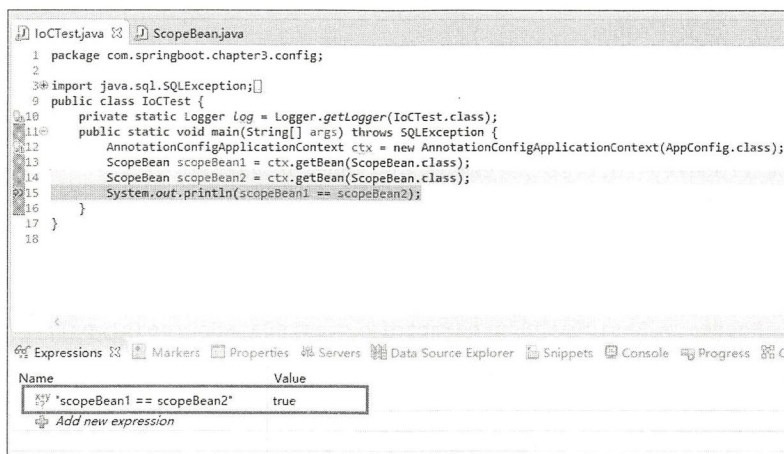 IoCTest.java ScopeBean.java
1 package com.springboot.chapter3.config;
2
3 import java.sql.SQLException;
9 public class IoCTest {
10 private static Logger log = Logger.getLogger(IoCTest.class);
11 public static void main(String[] args) throws SQLException {
12 AnnotationConfigApplicationContext ctx = new AnnotationConfigApplicationContext(AppConfig.class);
13 ScopeBean scopeBean1 = ctx.getBean(ScopeBean.class);
14 ScopeBean scopeBean2 = ctx.getBean(ScopeBean.class);
15 System.out.println(scopeBean1 == scopeBean2);
16 }
17 }
18
Expressions Markers Properties Servers Data Source Explorer Snippets Console Progress
Name Value
"scopeBean1 == scopeBean2" true
Add new expression